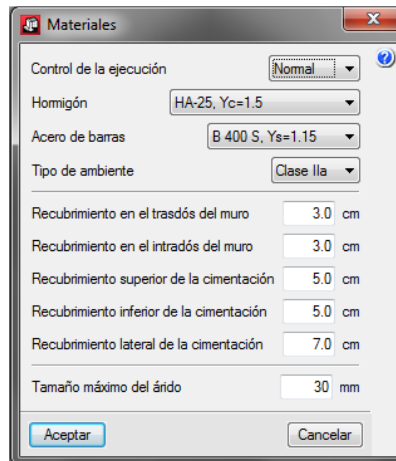 Materiales
Control de la ejecución Normal
Hormigón HA-25, Yc=1.5
Acero de barras B 400 S, Ys=1.15
Tipo de ambiente Clase IIa
Recubrimiento en el trasdós del muro 3.0 cm
Recubrimiento en el intradós del muro 3.0 cm
Recubrimiento superior de la cimentación 5.0 cm
Recubrimiento inferior de la cimentación 5.0 cm
Recubrimiento lateral de la cimentación 7.0 cm
Tamaño máximo del árido 30 mm
Aceptar Cancelar